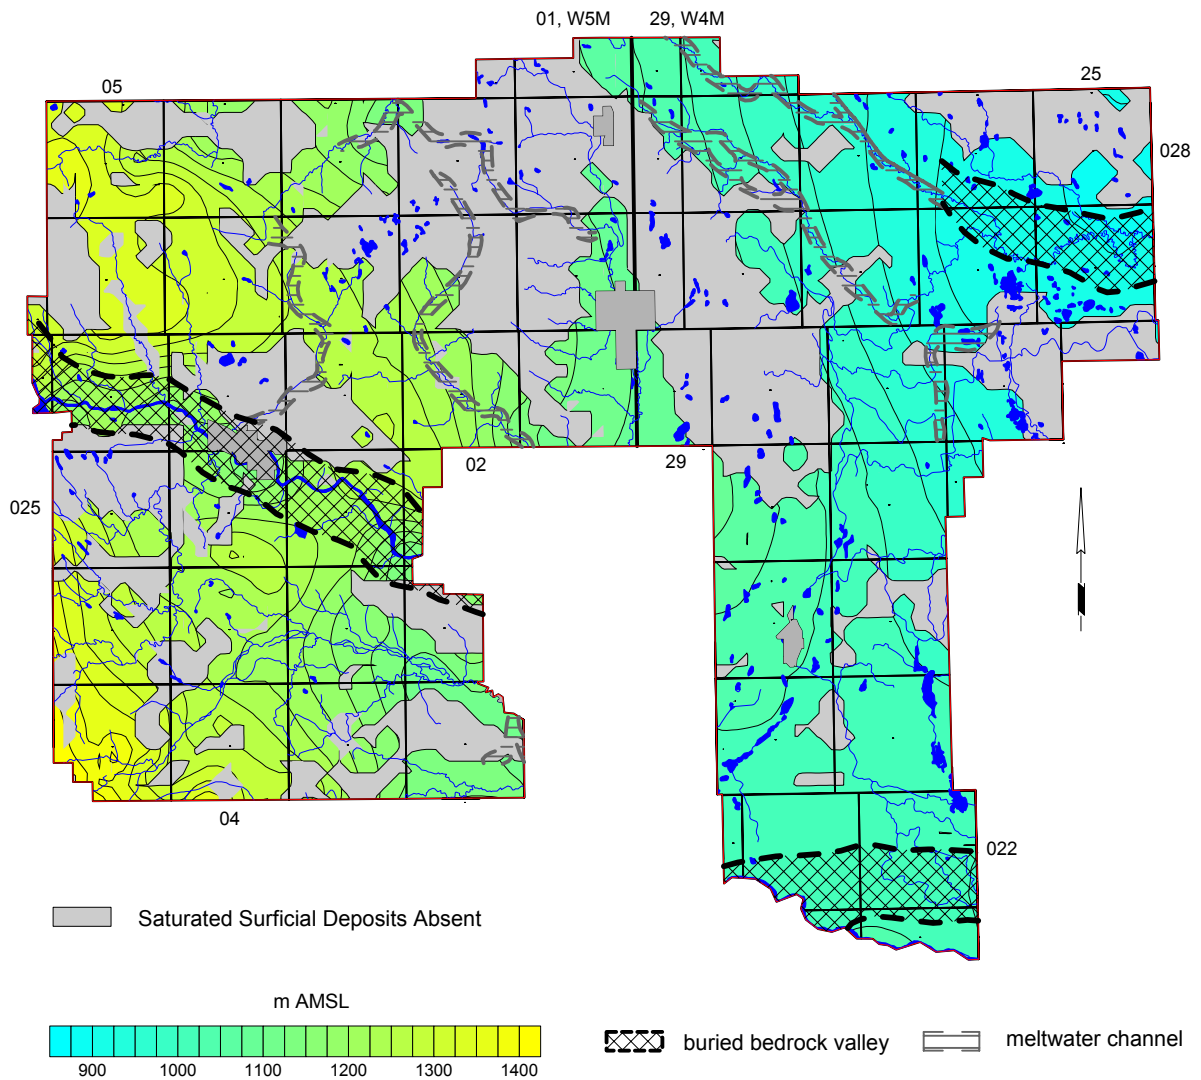 01, W5M 29, W4M
05
25
028
02
29
025
022
04
Saturated Surficial Deposits Absent
m AMSL
900 1000 1100 1200 1300 1400
buried bedrock valley
meltwater channel